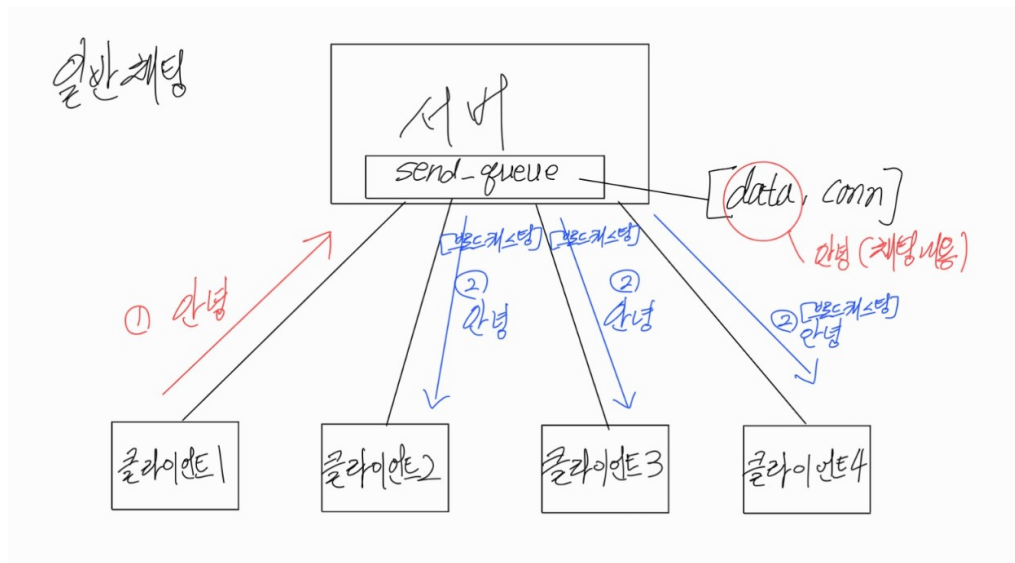 일반채팅
서버
send_queue
[data, conn]
안녕(채팅내용)
[브로드캐스팅]
[브로드캐스팅]
① 안녕
②
안녕
②
안녕
② [브로드캐스팅]
안녕
클라이언트1
클라이언트2
클라이언트3
클라이언트4